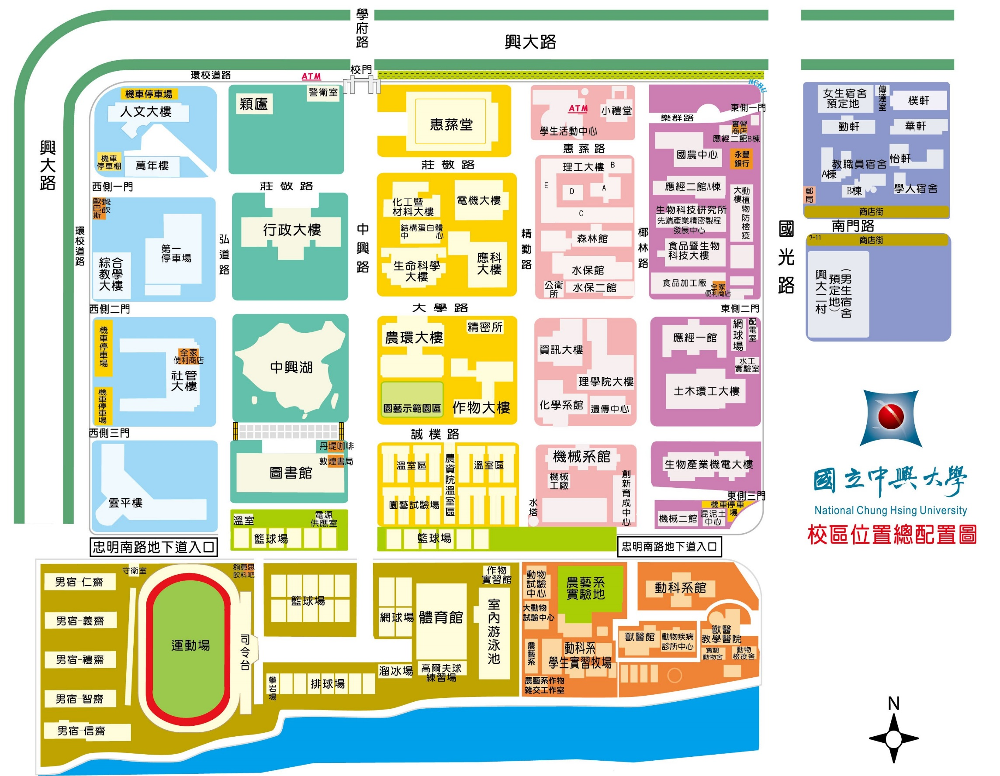 學府路
興大路
興大路
校門
環校道路
ATM
機車停車場
人文大樓
機車
停車棚
萬年樓
西側一門
穎廬
警衛室
莊敬路
惠蓀堂
莊敬路
ATM
小禮堂
學生活動中心
惠蓀路
NCHU
樂群路
東側一門
實習
商店
應經二館B棟
國農中心
永豐
銀行
應經二館A棟
動植物防檢疫
大樓
生物科技研究所
先端產業精密製程
發展中心
食品暨生物
科技大樓
食品加工廠
全家
便利商店
東側二門
女生宿舍
預定地
傳達室
樸軒
勤軒
華軒
教職員宿舍
A棟
B棟
怡軒
學人宿舍
郵局
商店街
南門路
7-11
商店街
興大二村
(男生宿舍
預定地)
國光路
環校道路
歐巴斯
餐飲
第一
停車場
綜合
教學
大樓
西側二門
弘道路
行政大樓
中興路
化工暨
材料大樓
電機大樓
結構蛋白體
中心
生命科學
大樓
應科
大樓
大學路
精勤路
理工大樓
B
E
D
A
C
森林館
水保館
公衛所
水保二館
椰林路
機車停車場
機車停車場
全家
便利商店
社管
大樓
西側三門
中興湖
農環大樓
精密所
園藝示範園區
作物大樓
誠樸路
資訊大樓
理學院大樓
化學系館
遺傳中心
應經一館
網球場
配電室
水工
實驗室
土木環工大樓
雲平樓
丹堤咖啡
敦煌書局
圖書館
溫室
電源
供應室
籃球場
溫室區
農資院溫室區
溫室區
園藝試驗場
籃球場
機械系館
機械
工廠
創新育成中心
水塔
生物產業機電大樓
東側三門
機車停車場
機械二館
混泥土
中心
國立中興大學
National Chung Hsing University
校區位置總配置圖
忠明南路地下道入口
忠明南路地下道入口
男宿-仁齋
男宿-義齋
男宿-禮齋
男宿-智齋
男宿-信齋
守衛室
運動場
司令台
夠意思
飲料吧
籃球場
攀岩場
排球場
網球場
體育館
溜冰場
高爾夫球
練習場
作物
實習館
室內游泳池
動物
試驗
中心
大動物
試驗中心
農藝系
實驗地
農藝系
動科系
學生實習牧場
農藝系作物
雜交工作室
動科系館
獸醫館
動物疾病
診所中心
獸醫
教學醫院
實驗
動物舍
動物
檢疫舍
N